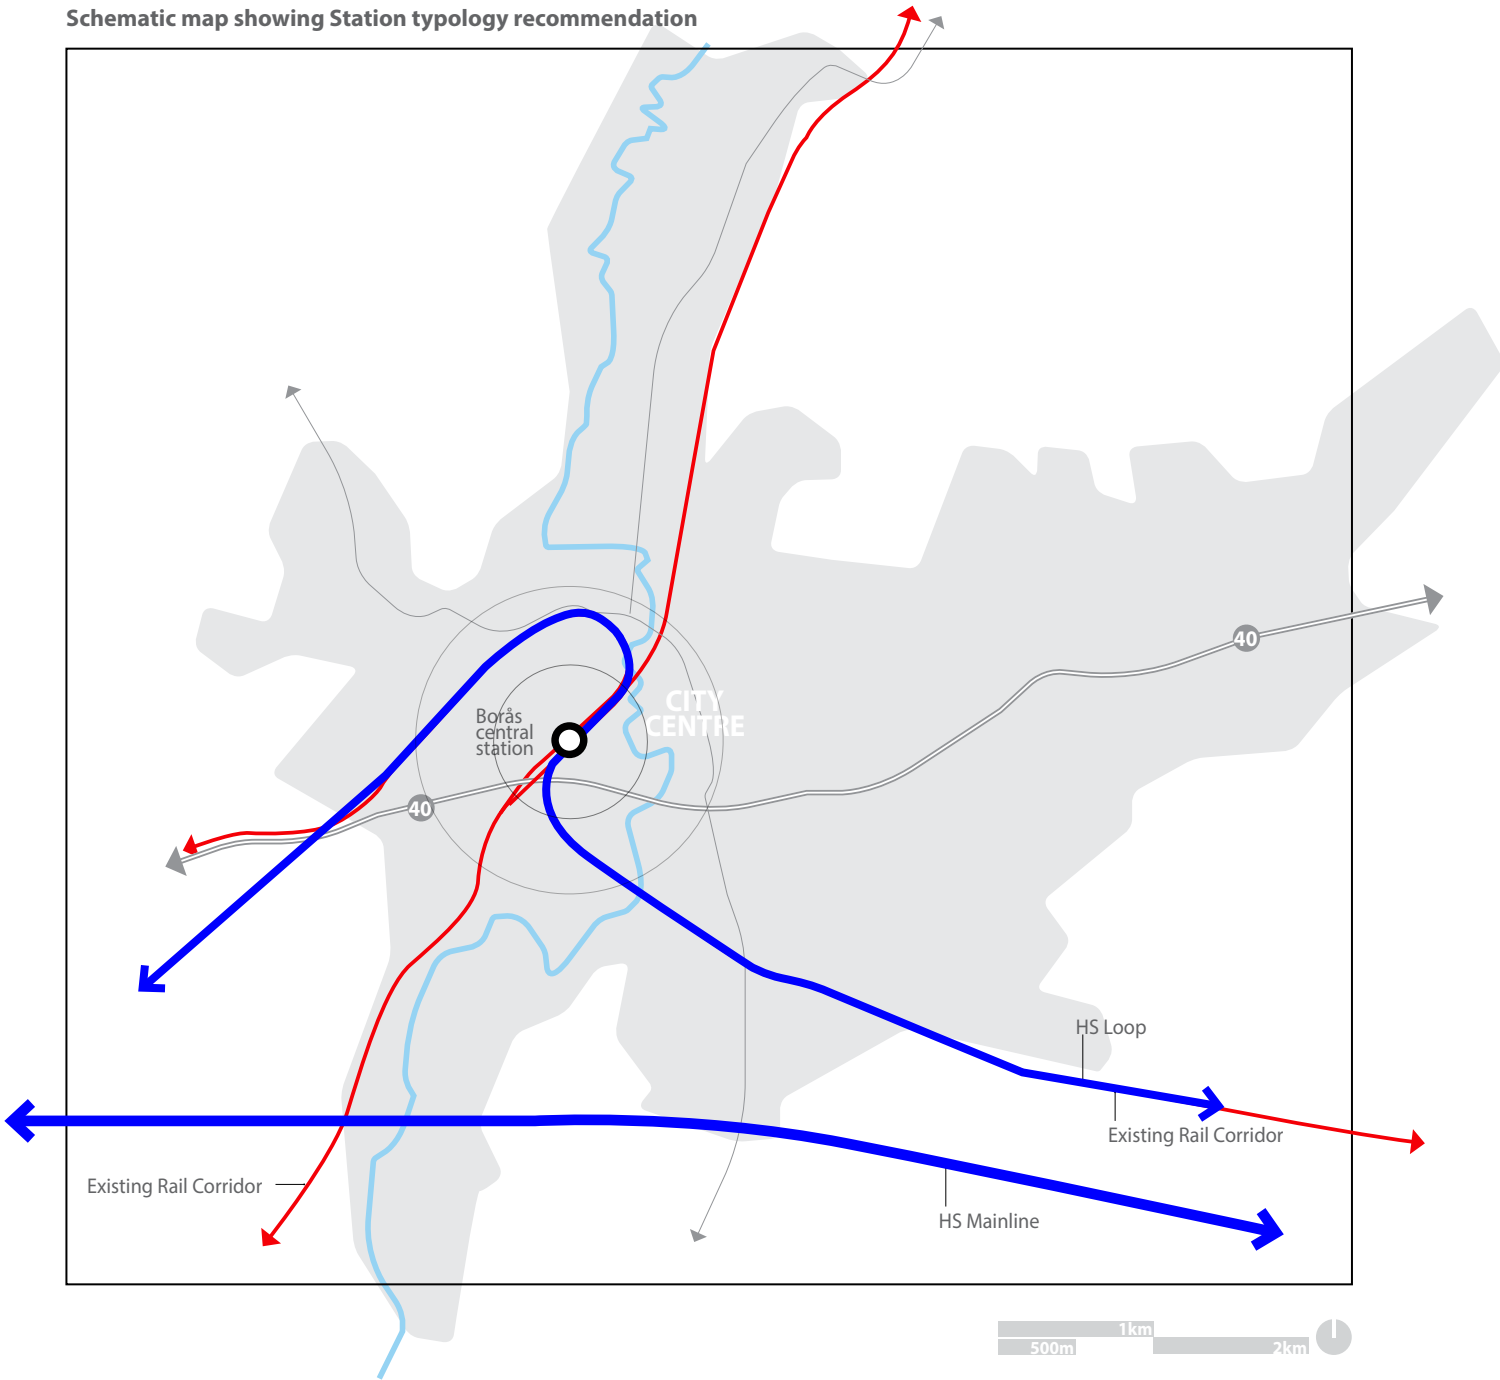 Schematic map showing Station typology recommendation
40
CITY
CENTRE
Borås
central
station
40
HS Loop
Existing Rail Corridor
Existing Rail Corridor
HS Mainline
1km
500m
2km